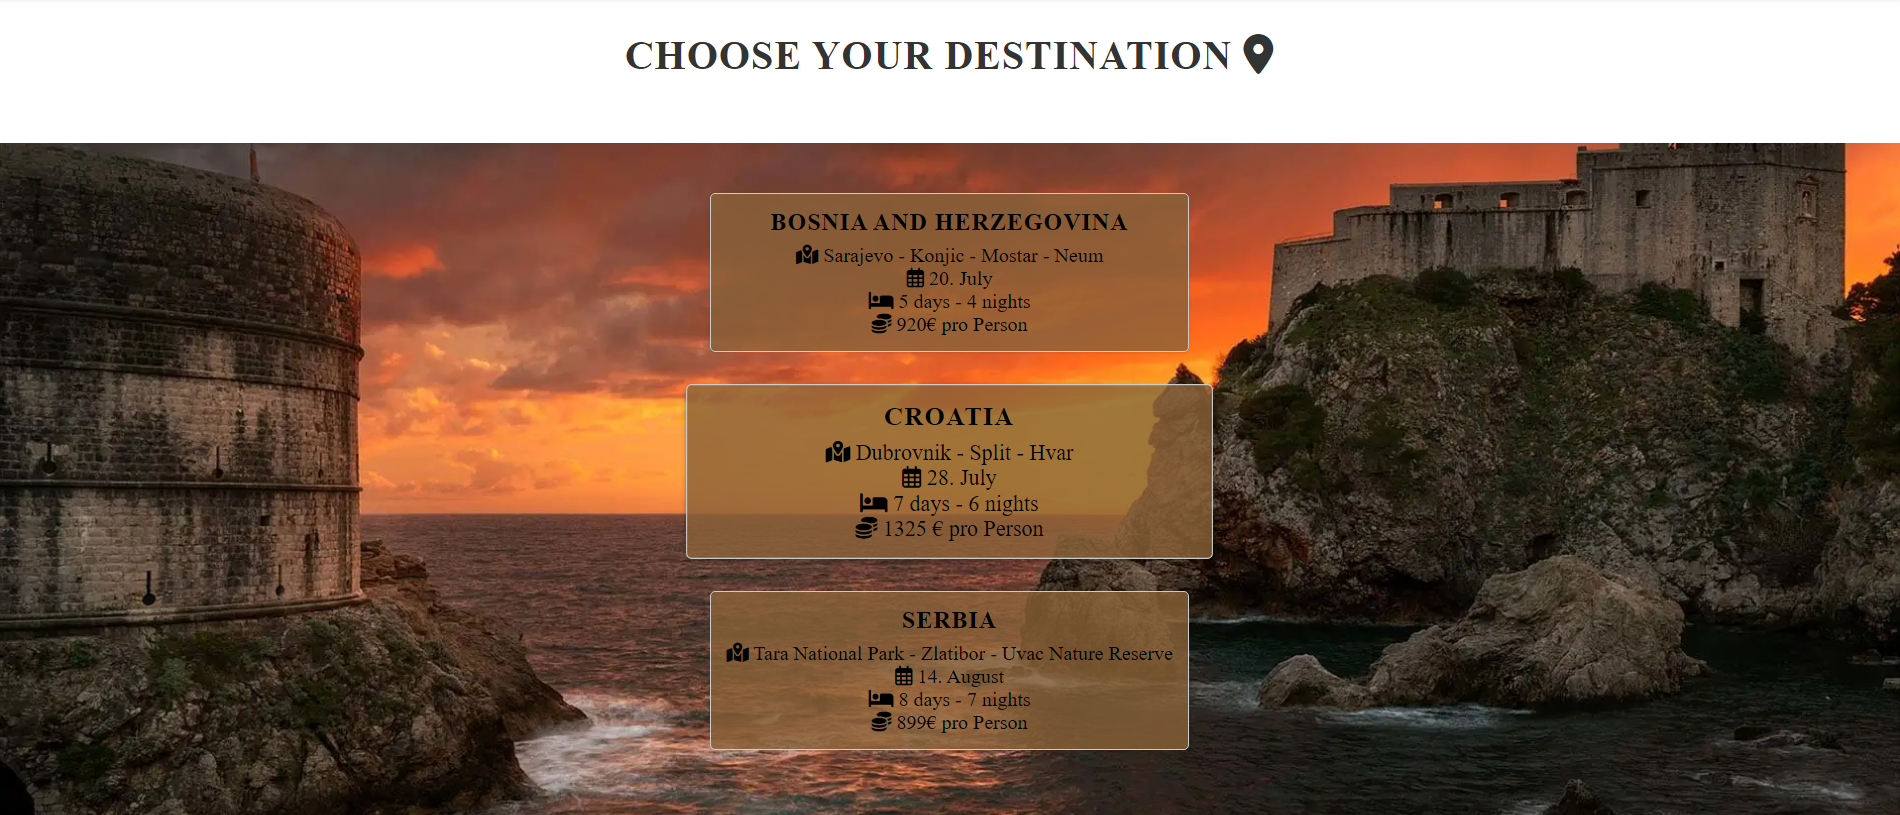 CHOOSE YOUR DESTINATION
BOSNIA AND HERZEGOVINA
Sarajevo - Konjic - Mostar - Neum
20. July
5 days - 4 nights
920€ pro Person
CROATIA
Dubrovnik - Split - Hvar
28. July
7 days - 6 nights
1325 € pro Person
SERBIA
Tara National Park - Zlatibor - Uvac Nature Reserve
14. August
8 days - 7 nights
899€ pro Person